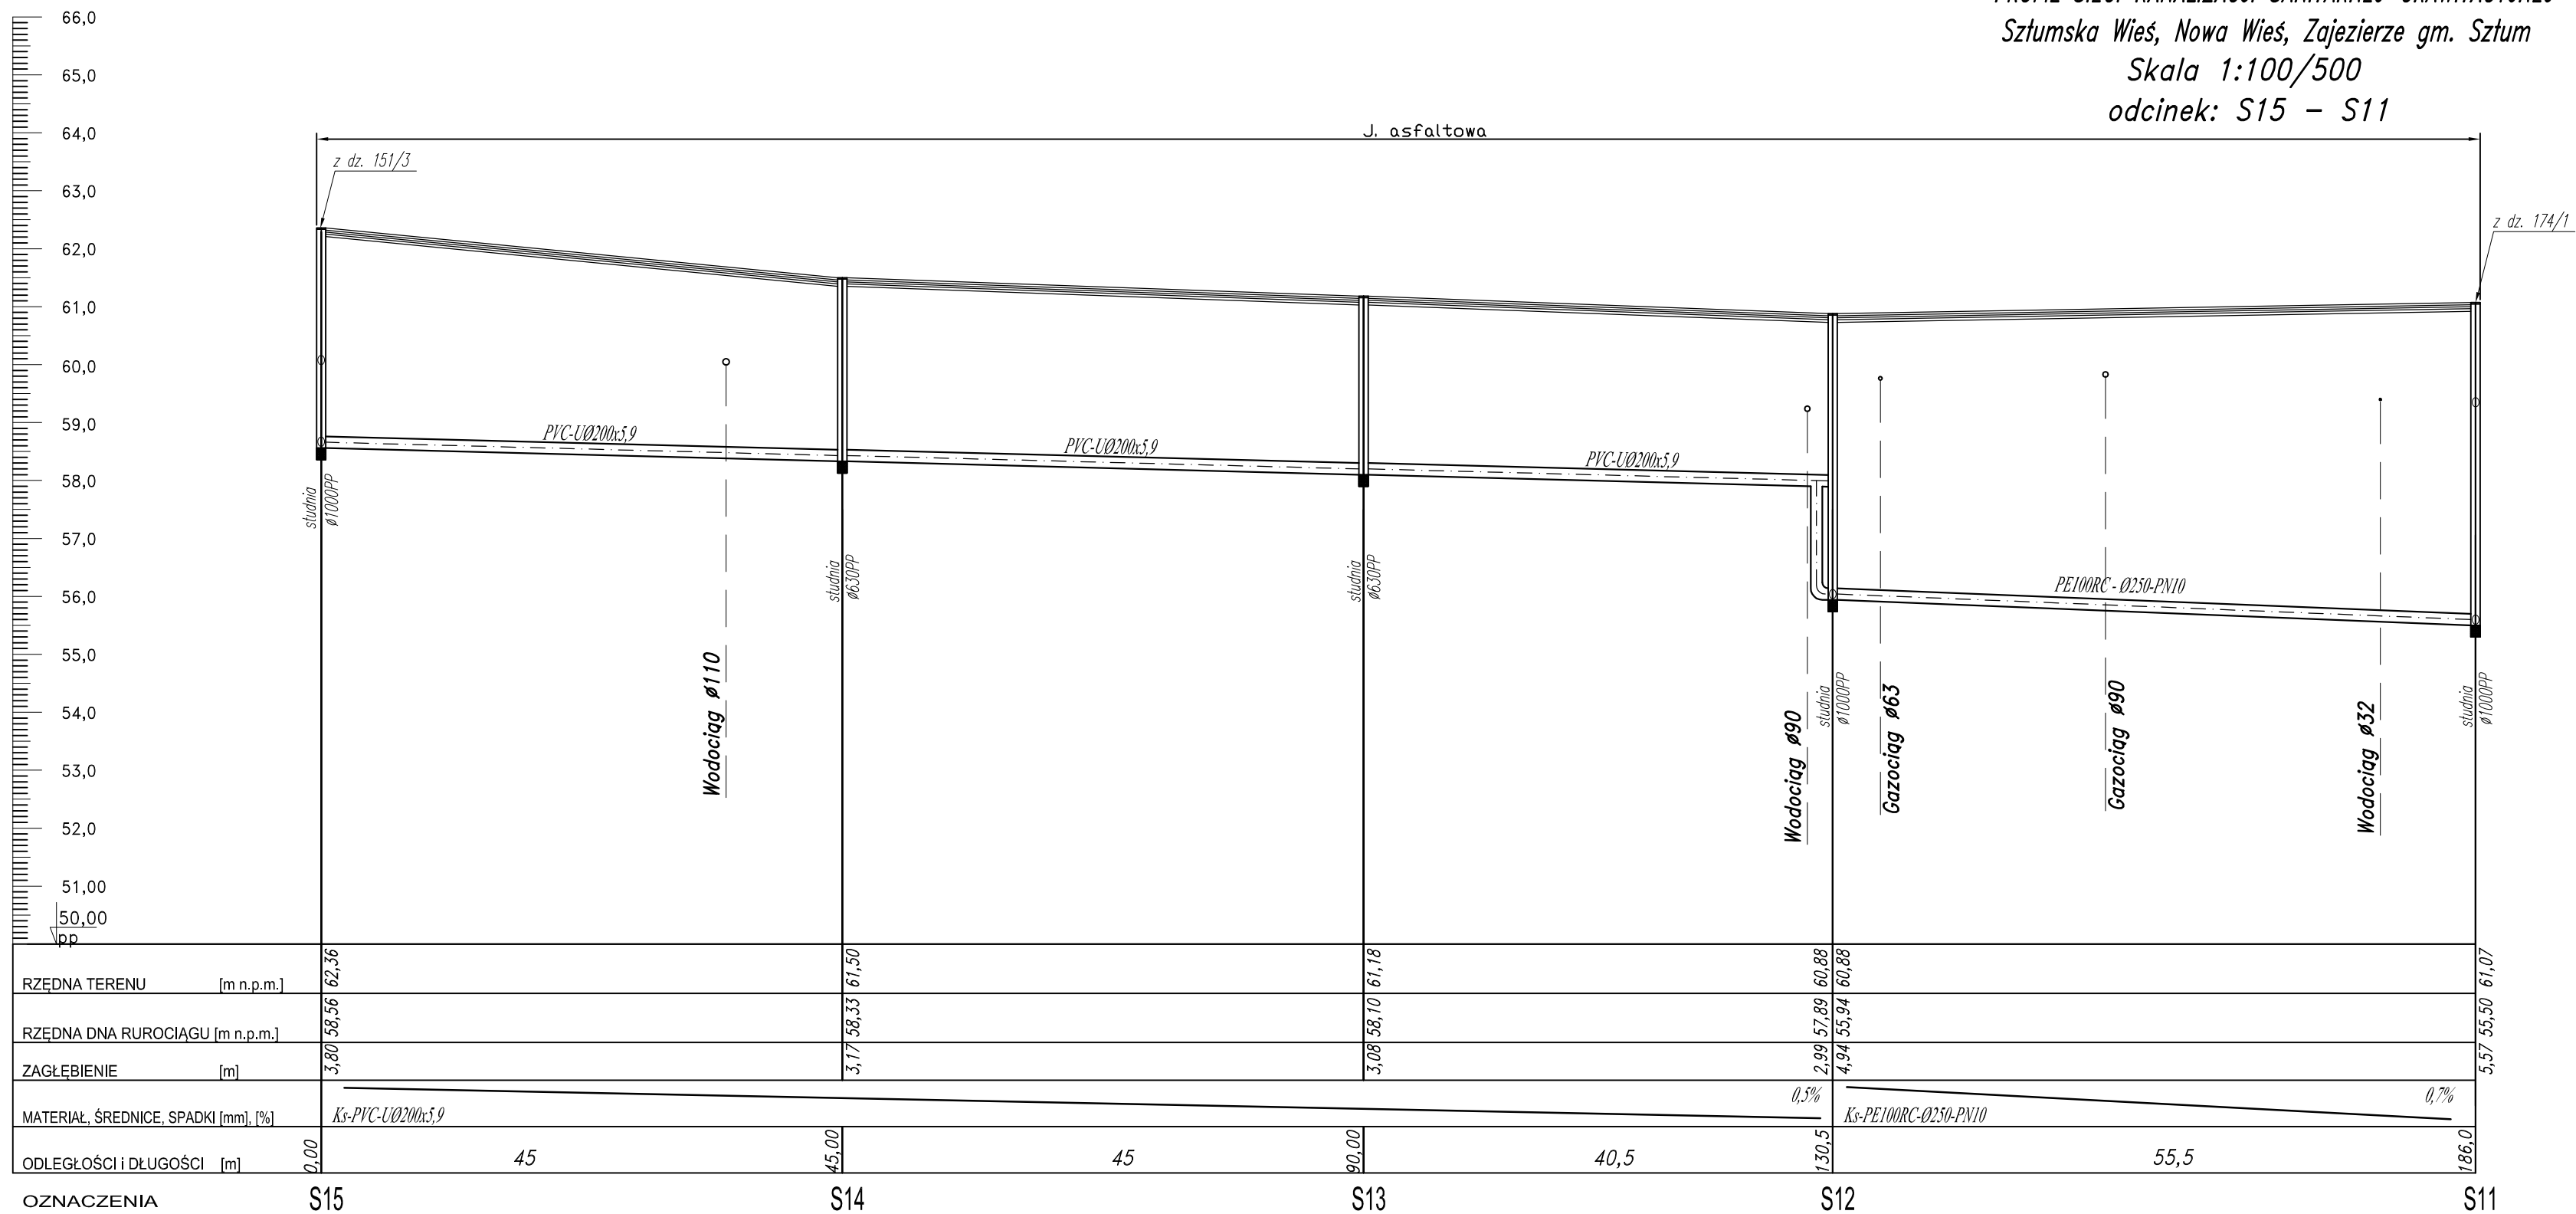 Sztumska Wieś, Nowa Wieś, Zajezierze gm. Sztum
Skala 1:100/500
odcinek: S15 – S11
66,0
65,0
64,0
63,0
62,0
61,0
60,0
59,0
58,0
57,0
56,0
55,0
54,0
53,0
52,0
51,00
50,00
pp
J. asfaltowa
z dz. 151/3
z dz. 174/1
PVC-UØ200x5,9
PVC-UØ200x5,9
PVC-UØ200x5,9
PE100RC - Ø250-PN10
studnia
ø1000PP
studnia
ø630PP
studnia
ø630PP
studnia
ø1000PP
studnia
ø1000PP
Wodociąg ø110
Wodociąg ø90
Gazociąg ø63
Gazociąg ø90
Wodociąg ø32
RZĘDNA TERENU [m n.p.m.] 62,36 61,50 61,18 60,88 60,88 61,07
RZĘDNA DNA RUROCIĄGU [m n.p.m.] 58,56 58,33 58,10 57,89 55,94 55,50
ZAGŁĘBIENIE [m] 3,80 3,17 3,08 2,99 4,94 5,57
MATERIAŁ, ŚREDNICE, SPADKI [mm], [%] Ks-PVC-UØ200x5,9 0,5% Ks-PE100RC-Ø250-PN10 0,7%
ODLEGŁOŚCI i DŁUGOŚCI [m] 0,00 45 45,00 45 90,00 40,5 130,5 55,5 186,0
OZNACZENIA S15 S14 S13 S12 S11